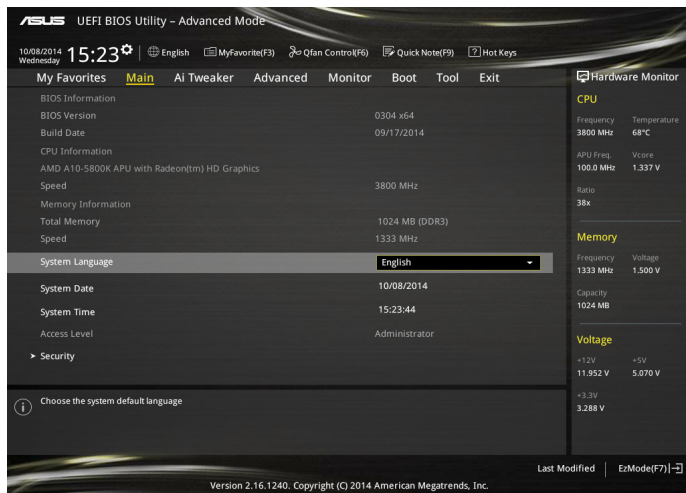 ASUS UEFI BIOS Utility – Advanced Mode
10/08/2014
Wednesday
15:23
English
MyFavorite(F3)
Qfan Control(F6)
Quick Note(F9)
? Hot Keys
My Favorites Main Ai Tweaker Advanced Monitor Boot Tool Exit
BIOS Information
BIOS Version 0304 x64
Build Date 09/17/2014
CPU Information
AMD A10-5800K APU with Radeon(tm) HD Graphics
Speed 3800 MHz
Memory Information
Total Memory 1024 MB (DDR3)
Speed 1333 MHz
System Language English
System Date 10/08/2014
System Time 15:23:44
Access Level Administrator
Security
i Choose the system default language
Hardware Monitor
CPU
Frequency Temperature
3800 MHz 68°C
APU Freq. Vcore
100.0 MHz 1.337 V
Ratio
38x
Memory
Frequency Voltage
1333 MHz 1.500 V
Capacity
1024 MB
Voltage
+12V +5V
11.952 V 5.070 V
+3.3V
3.288 V
Last Modified
EzMode(F7)
Version 2.16.1240. Copyright (C) 2014 American Megatrends, Inc.